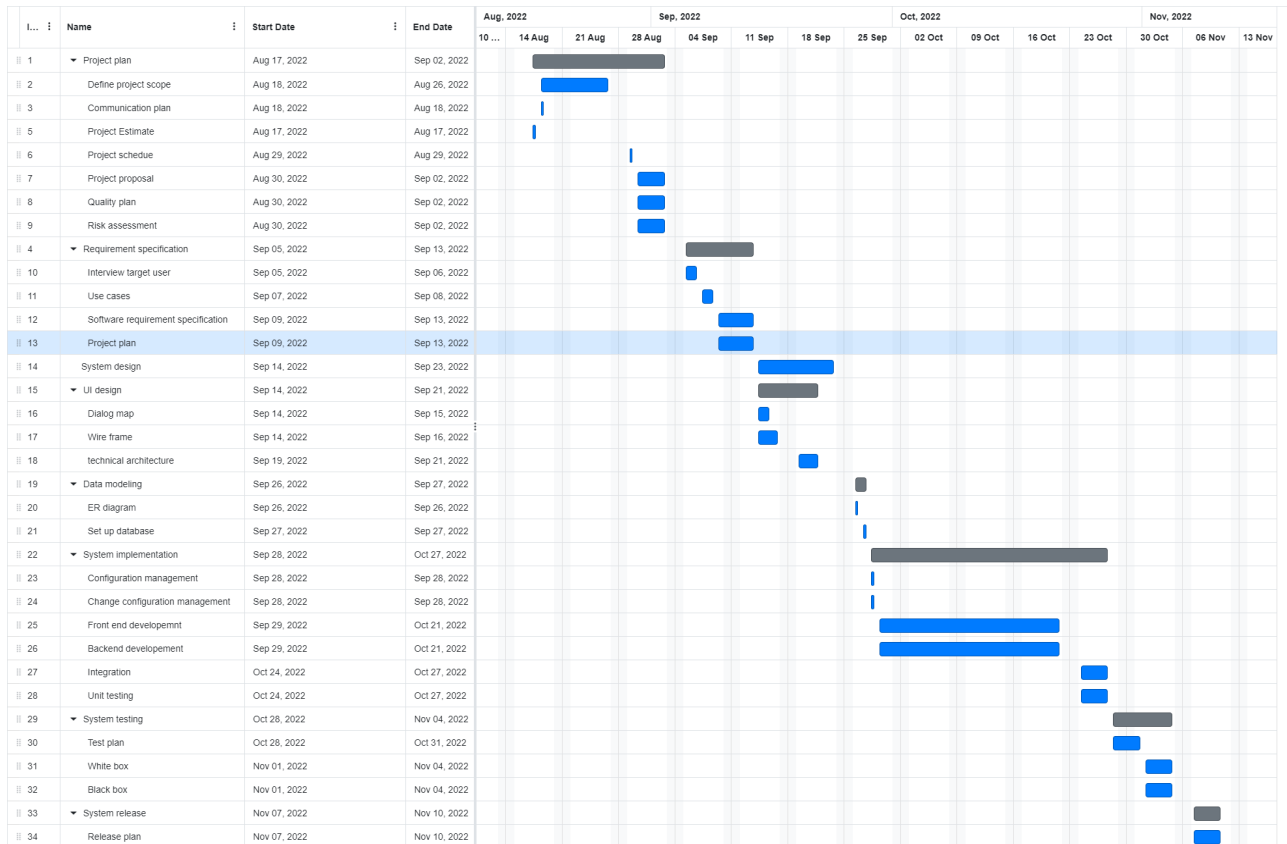 I... Name Start Date End Date
Aug, 2022 Sep, 2022 Oct, 2022 Nov, 2022
10 ... 14 Aug 21 Aug 28 Aug 04 Sep 11 Sep 18 Sep 25 Sep 02 Oct 09 Oct 16 Oct 23 Oct 30 Oct 06 Nov 13 Nov
1 Project plan Aug 17, 2022 Sep 02, 2022
2 Define project scope Aug 18, 2022 Aug 26, 2022
3 Communication plan Aug 18, 2022 Aug 18, 2022
5 Project Estimate Aug 17, 2022 Aug 17, 2022
6 Project schedue Aug 29, 2022 Aug 29, 2022
7 Project proposal Aug 30, 2022 Sep 02, 2022
8 Quality plan Aug 30, 2022 Sep 02, 2022
9 Risk assessment Aug 30, 2022 Sep 02, 2022
4 Requirement specification Sep 05, 2022 Sep 13, 2022
10 Interview target user Sep 05, 2022 Sep 06, 2022
11 Use cases Sep 07, 2022 Sep 08, 2022
12 Software requirement specification Sep 09, 2022 Sep 13, 2022
13 Project plan Sep 09, 2022 Sep 13, 2022
14 System design Sep 14, 2022 Sep 23, 2022
15 UI design Sep 14, 2022 Sep 21, 2022
16 Dialog map Sep 14, 2022 Sep 15, 2022
17 Wire frame Sep 14, 2022 Sep 16, 2022
18 technical architecture Sep 19, 2022 Sep 21, 2022
19 Data modeling Sep 26, 2022 Sep 27, 2022
20 ER diagram Sep 26, 2022 Sep 26, 2022
21 Set up database Sep 27, 2022 Sep 27, 2022
22 System implementation Sep 28, 2022 Oct 27, 2022
23 Configuration management Sep 28, 2022 Sep 28, 2022
24 Change configuration management Sep 28, 2022 Sep 28, 2022
25 Front end developemnt Sep 29, 2022 Oct 21, 2022
26 Backend developement Sep 29, 2022 Oct 21, 2022
27 Integration Oct 24, 2022 Oct 27, 2022
28 Unit testing Oct 24, 2022 Oct 27, 2022
29 System testing Oct 28, 2022 Nov 04, 2022
30 Test plan Oct 28, 2022 Oct 31, 2022
31 White box Nov 01, 2022 Nov 04, 2022
32 Black box Nov 01, 2022 Nov 04, 2022
33 System release Nov 07, 2022 Nov 10, 2022
34 Release plan Nov 07, 2022 Nov 10, 2022